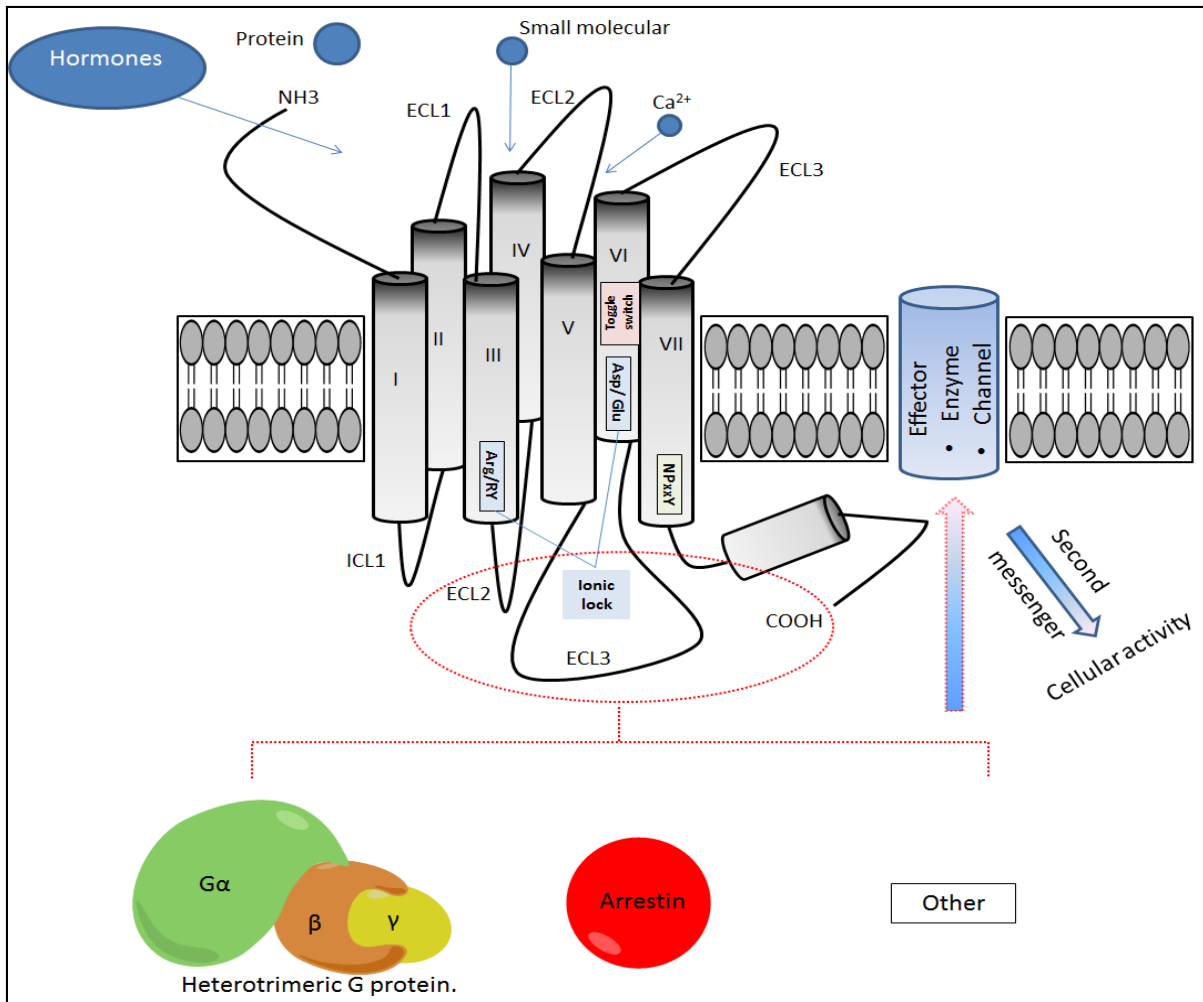 Hormones
Protein
Small molecular
NH3
ECL1
ECL2
Ca²⁺
ECL3
I
II
III
IV
V
VI
VII
Toggle
switch
Asp/ Glu
Arg/RY
NPxxY
Effector
• Enzyme
• Channel
ICL1
ECL2
Ionic
lock
ECL3
COOH
Second
messenger
Cellular activity
Gα
β
γ
Heterotrimeric G protein.
Arrestin
Other